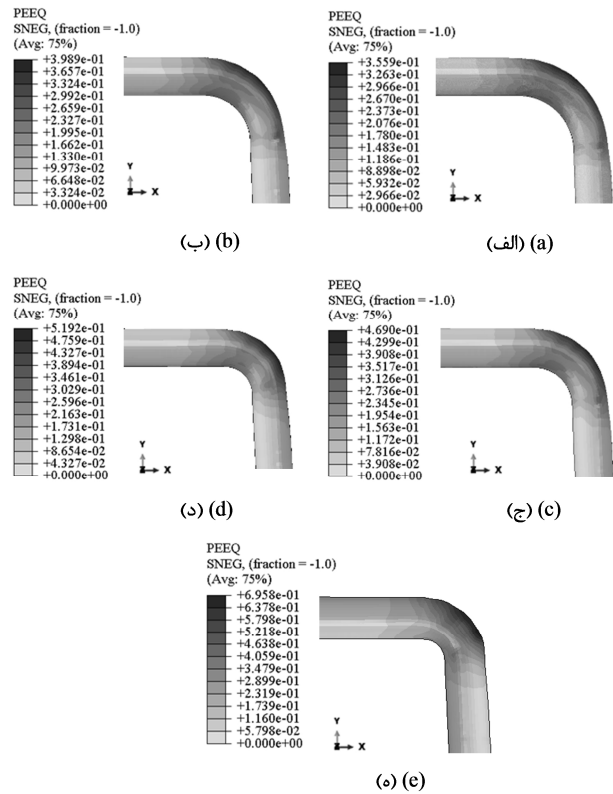 PEEQ
SNEG, (fraction = -1.0)
(Avg: 75%)
+3.989e-01
+3.657e-01
+3.324e-01
+2.992e-01
+2.659e-01
+2.327e-01
+1.995e-01
+1.662e-01
+1.330e-01
+9.973e-02
+6.648e-02
+3.324e-02
+0.000e+00
Y
X
(b) (ب)
PEEQ
SNEG, (fraction = -1.0)
(Avg: 75%)
+3.559e-01
+3.263e-01
+2.966e-01
+2.670e-01
+2.373e-01
+2.076e-01
+1.780e-01
+1.483e-01
+1.186e-01
+8.898e-02
+5.932e-02
+2.966e-02
+0.000e+00
Y
X
(a) (الف)
PEEQ
SNEG, (fraction = -1.0)
(Avg: 75%)
+5.192e-01
+4.759e-01
+4.327e-01
+3.894e-01
+3.461e-01
+3.029e-01
+2.596e-01
+2.163e-01
+1.731e-01
+1.298e-01
+8.654e-02
+4.327e-02
+0.000e+00
Y
X
(d) (د)
PEEQ
SNEG, (fraction = -1.0)
(Avg: 75%)
+4.690e-01
+4.299e-01
+3.908e-01
+3.517e-01
+3.126e-01
+2.736e-01
+2.345e-01
+1.954e-01
+1.563e-01
+1.172e-01
+7.816e-02
+3.908e-02
+0.000e+00
Y
X
(c) (ج)
PEEQ
SNEG, (fraction = -1.0)
(Avg: 75%)
+6.958e-01
+6.378e-01
+5.798e-01
+5.218e-01
+4.638e-01
+4.059e-01
+3.479e-01
+2.899e-01
+2.319e-01
+1.739e-01
+1.160e-01
+5.798e-02
+0.000e+00
Y
X
(e) (ه)